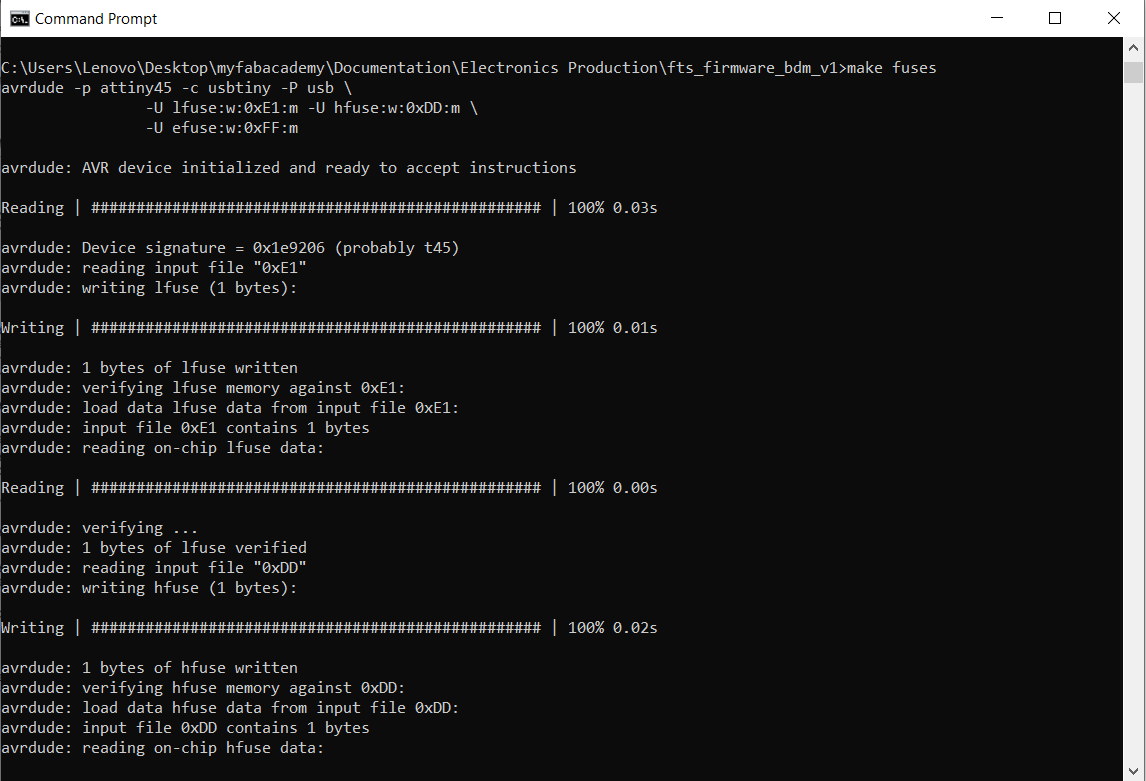 Command Prompt
C:\Users\Lenovo\Desktop\myfabacademy\Documentation\Electronics Production\fts_firmware_bdm_v1>make fuses
avrdude -p attiny45 -c usbtiny -P usb \
-U lfuse:w:0xE1:m -U hfuse:w:0xDD:m \
-U efuse:w:0xFF:m
avrdude: AVR device initialized and ready to accept instructions
Reading | ################################################## | 100% 0.03s
avrdude: Device signature = 0x1e9206 (probably t45)
avrdude: reading input file "0xE1"
avrdude: writing lfuse (1 bytes):
Writing | ################################################## | 100% 0.01s
avrdude: 1 bytes of lfuse written
avrdude: verifying lfuse memory against 0xE1:
avrdude: load data lfuse data from input file 0xE1:
avrdude: input file 0xE1 contains 1 bytes
avrdude: reading on-chip lfuse data:
Reading | ################################################## | 100% 0.00s
avrdude: verifying ...
avrdude: 1 bytes of lfuse verified
avrdude: reading input file "0xDD"
avrdude: writing hfuse (1 bytes):
Writing | ################################################## | 100% 0.02s
avrdude: 1 bytes of hfuse written
avrdude: verifying hfuse memory against 0xDD:
avrdude: load data hfuse data from input file 0xDD:
avrdude: input file 0xDD contains 1 bytes
avrdude: reading on-chip hfuse data: